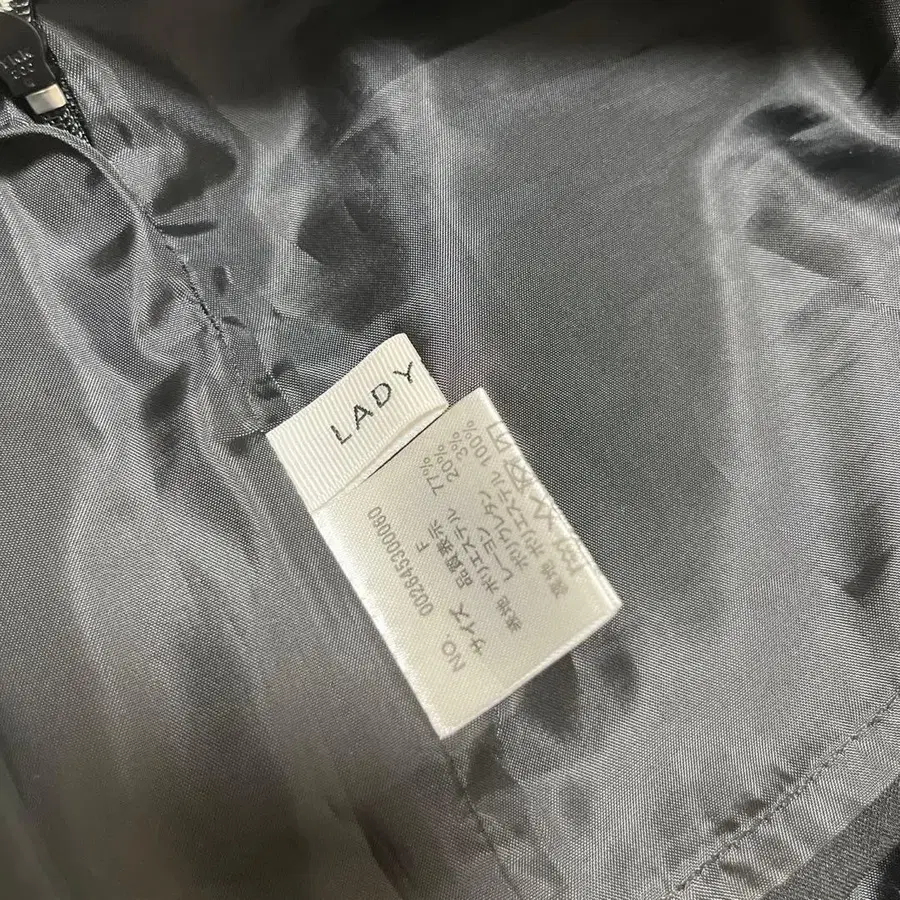 YKK
LADY
NO. 0026453000060
サイズ F
品質表示
表地 ポリエステル 77%
レーヨン 20%
ポリウレタン 3%
裏地 ポリエステル 100%